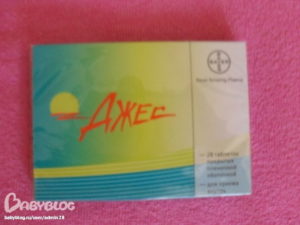 BAYER
Bayer Schering Pharma
Джес
28 таблеток
покрытых
пленочной
оболочкой
для приема
внутрь
BABYBLOG